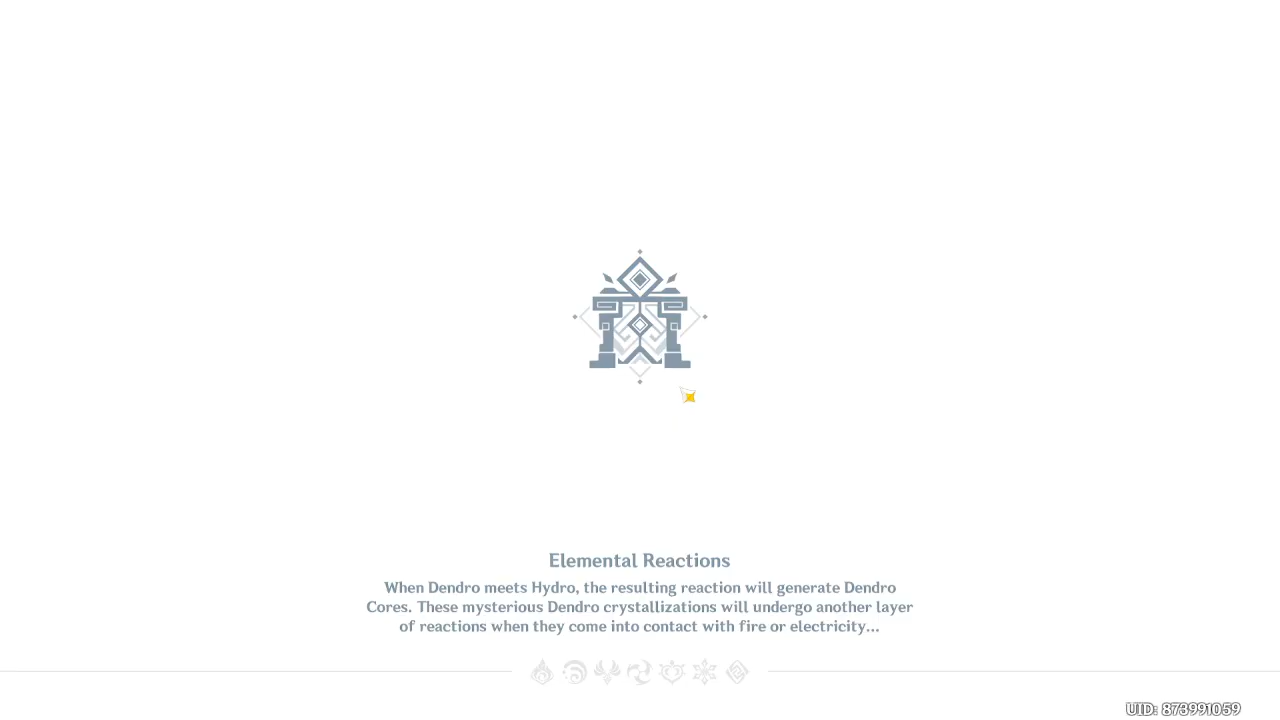 Elemental Reactions
When Dendro meets Hydro, the resulting reaction will generate Dendro
Cores. These mysterious Dendro crystallizations will undergo another layer
of reactions when they come into contact with fire or electricity...
UID: 873991059